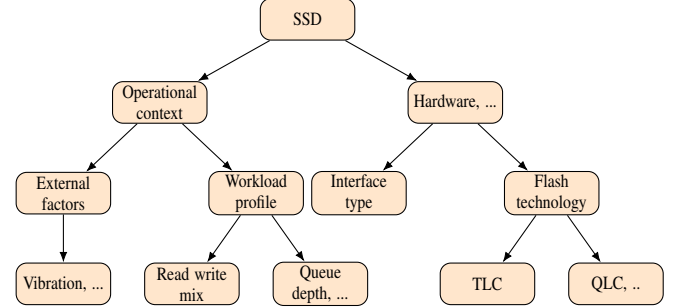 SSD
Operational
context
Hardware, ...
External
factors
Workload
profile
Interface
type
Flash
technology
Vibration, ...
Read write
mix
Queue
depth, ...
TLC
QLC, ..